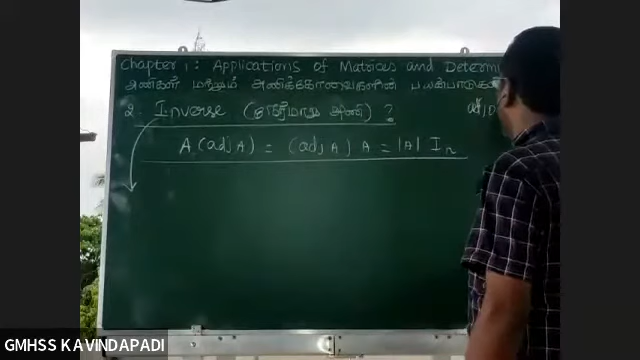 Chapter 1: Applications of Matrices and Determi
அணிகள் மற்றும் அணிக்கோவைகளின் பயன்பாடுகள்
2. Inverse (நேர்மாறு அணி) ?
A (adj A) = (adj A) A = |A| Iₙ
GMHSS KAVINDAPADI